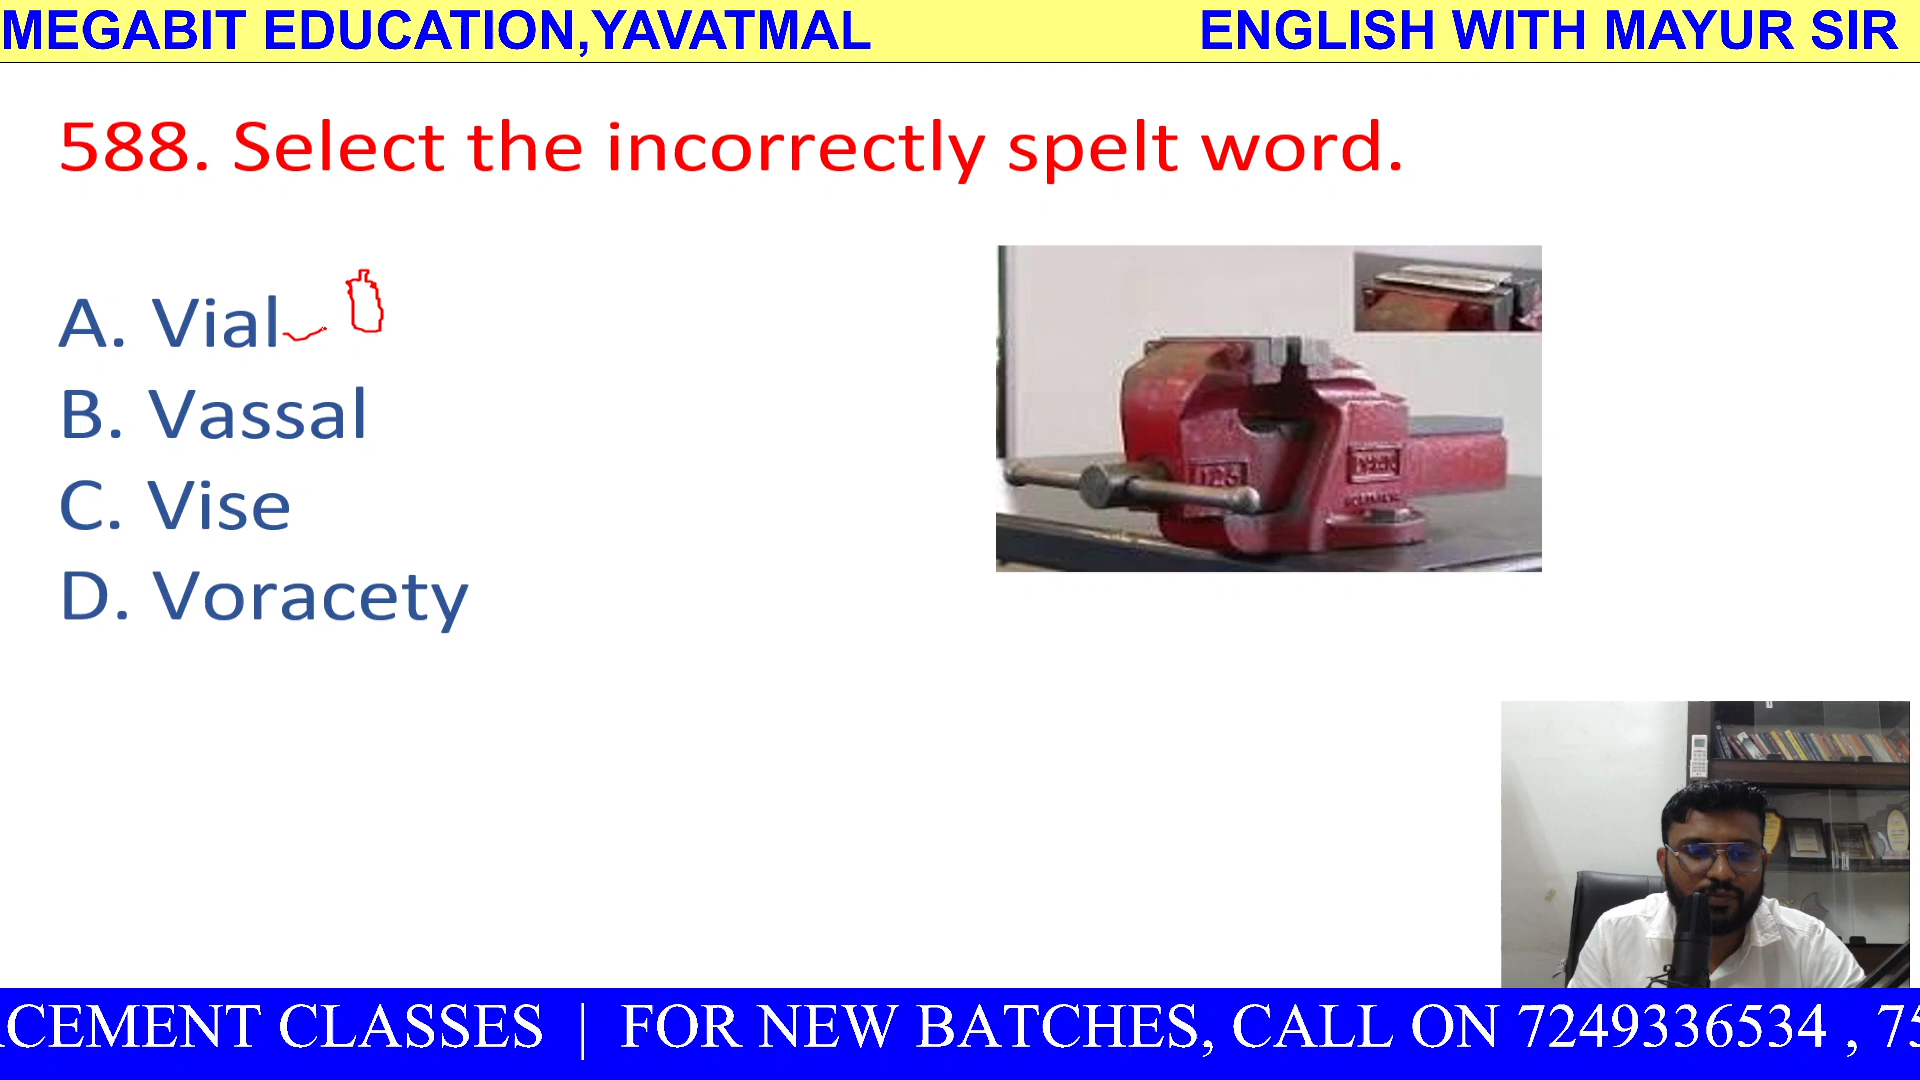 MEGABIT EDUCATION,YAVATMAL ENGLISH WITH MAYUR SIR
588. Select the incorrectly spelt word.
A. Vial
B. Vassal
C. Vise
D. Voracety
CEMENT CLASSES | FOR NEW BATCHES, CALL ON 7249336534 , 75